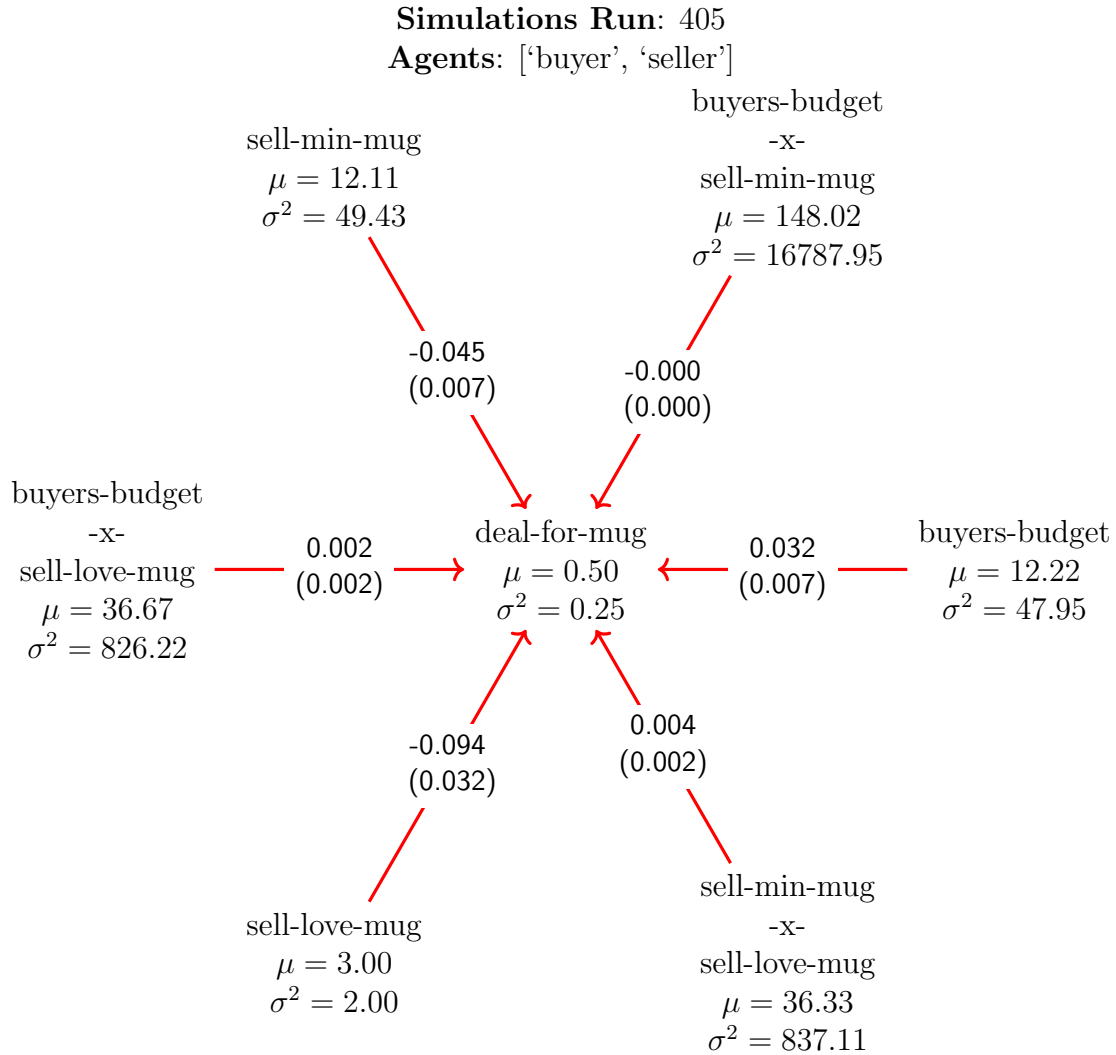 Simulations Run: 405
Agents: [‘buyer’, ‘seller’]
buyers-budget
-x-
sell-min-mug
μ = 148.02
σ² = 16787.95
sell-min-mug
μ = 12.11
σ² = 49.43
-0.045
(0.007)
-0.000
(0.000)
buyers-budget
-x-
sell-love-mug
μ = 36.67
σ² = 826.22
0.002
(0.002)
deal-for-mug
μ = 0.50
σ² = 0.25
0.032
(0.007)
buyers-budget
μ = 12.22
σ² = 47.95
-0.094
(0.032)
0.004
(0.002)
sell-love-mug
μ = 3.00
σ² = 2.00
sell-min-mug
-x-
sell-love-mug
μ = 36.33
σ² = 837.11